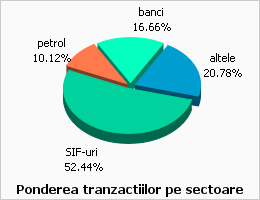 banci
16.66%
petrol
10.12%
altele
20.78%
SIF-uri
52.44%
Ponderea tranzactiilor pe sectoare